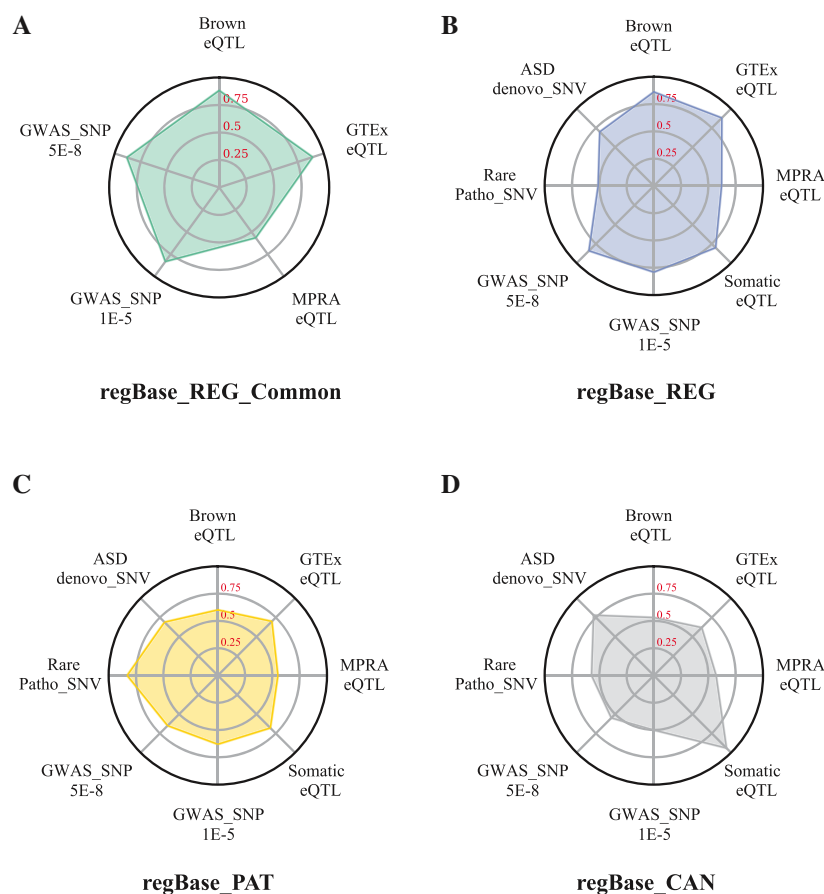 A
Brown
eQTL
0.75
0.5
0.25
GWAS_SNP
5E-8
GTEx
eQTL
GWAS_SNP
1E-5
MPRA
eQTL
regBase_REG_Common
B
Brown
eQTL
ASD
denovo_SNV
GTEx
eQTL
0.75
0.5
0.25
Rare
Patho_SNV
MPRA
eQTL
GWAS_SNP
5E-8
Somatic
eQTL
GWAS_SNP
1E-5
regBase_REG
C
Brown
eQTL
ASD
denovo_SNV
GTEx
eQTL
0.75
0.5
0.25
Rare
Patho_SNV
MPRA
eQTL
GWAS_SNP
5E-8
Somatic
eQTL
GWAS_SNP
1E-5
regBase_PAT
D
Brown
eQTL
ASD
denovo_SNV
GTEx
eQTL
0.75
0.5
0.25
Rare
Patho_SNV
MPRA
eQTL
GWAS_SNP
5E-8
Somatic
eQTL
GWAS_SNP
1E-5
regBase_CAN